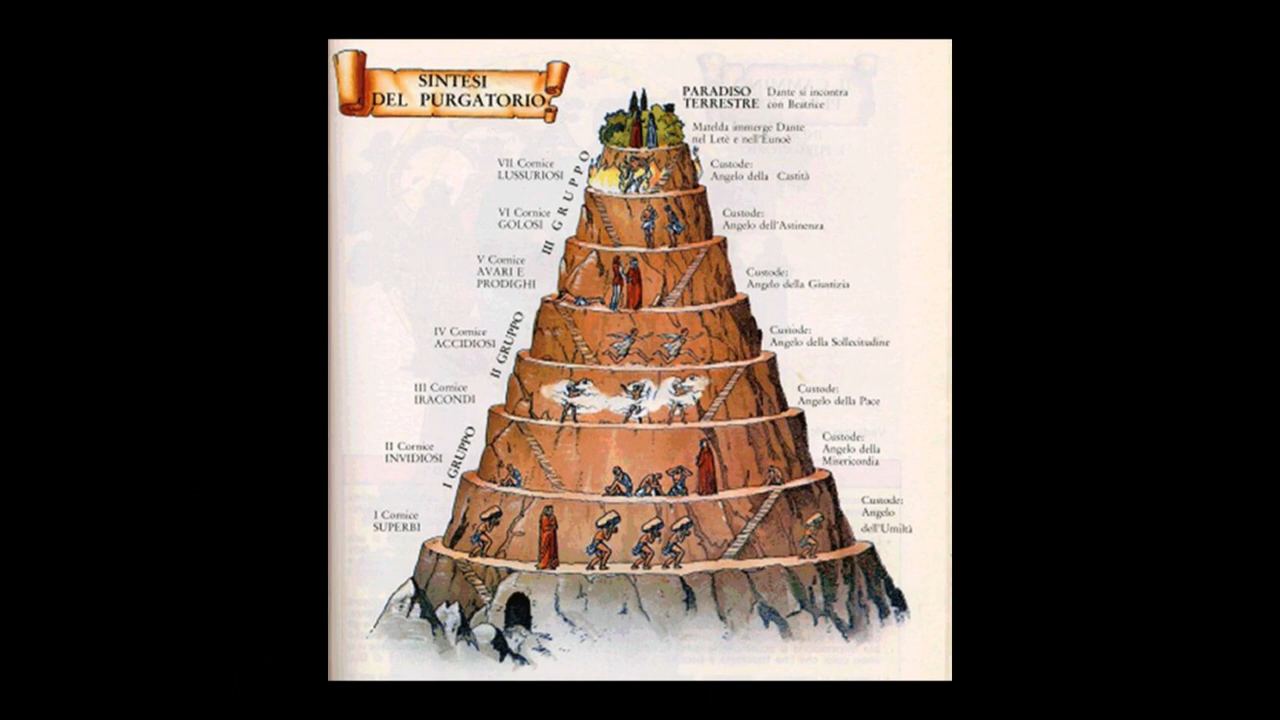 SINTESI
DEL PURGATORIO
PARADISO
TERRESTRE
Dante si incontra
con Beatrice
Matelda immerge Dante
nel Letè e nell'Eunoè
VII Cornice
LUSSURIOSI
Custode:
Angelo della Castità
III GRUPPO
VI Cornice
GOLOSI
Custode:
Angelo dell'Astinenza
V Cornice
AVARI E
PRODIGHI
Custode:
Angelo della Giustizia
II GRUPPO
IV Cornice
ACCIDIOSI
Custode:
Angelo della Sollecitudine
III Cornice
IRACONDI
Custode:
Angelo della Pace
I GRUPPO
II Cornice
INVIDIOSI
Custode:
Angelo della
Misericordia
I Cornice
SUPERBI
Custode:
Angelo
dell'Umiltà